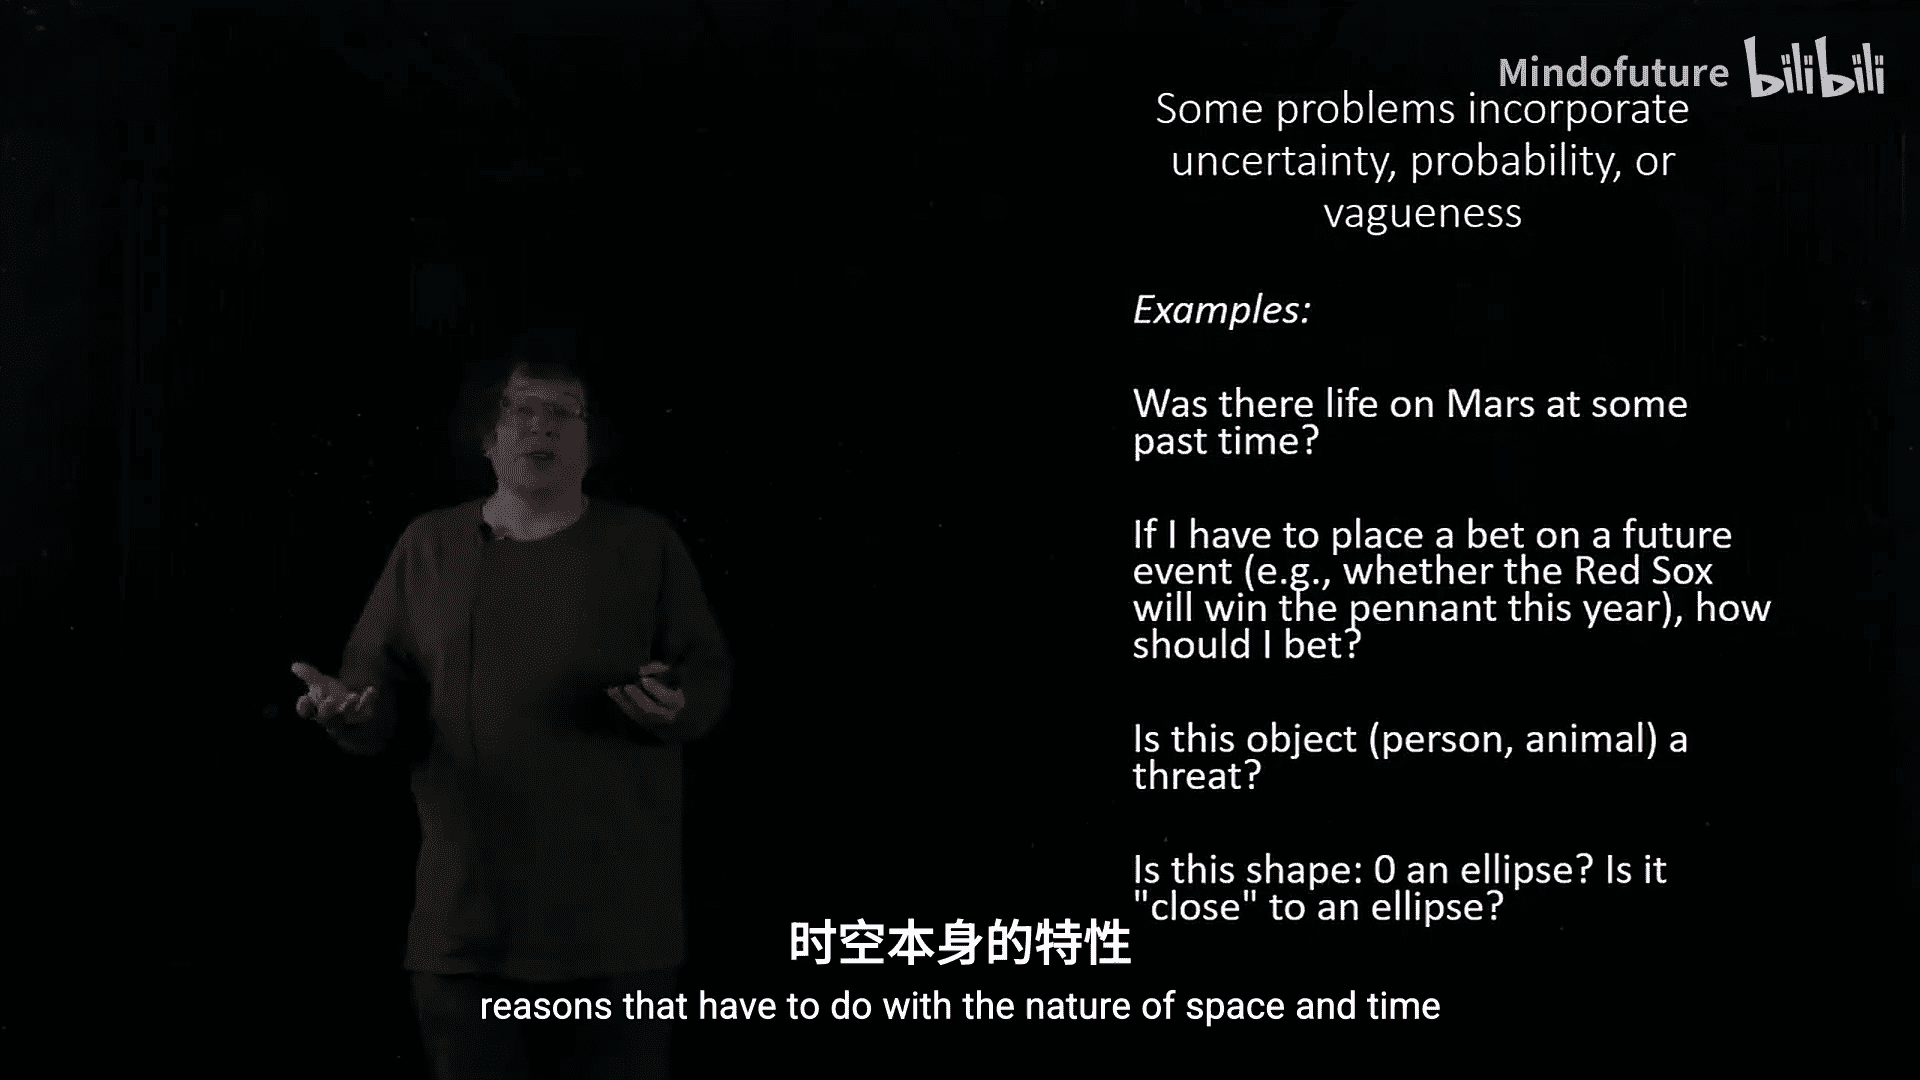 Mindofuture bilibili
Some problems incorporate
uncertainty, probability, or
vagueness
Examples:
Was there life on Mars at some
past time?
If I have to place a bet on a future
event (e.g., whether the Red Sox
will win the pennant this year), how
should I bet?
Is this object (person, animal) a
threat?
Is this shape: 0 an ellipse? Is it
"close" to an ellipse?
时空本身的特性
reasons that have to do with the nature of space and time